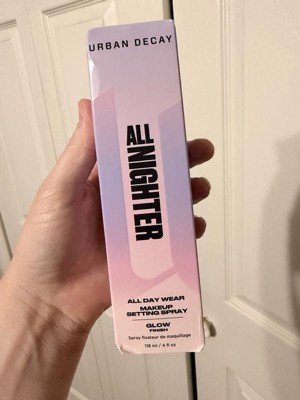 URBAN DECAY
ALL
NIGHTER
ALL DAY WEAR
MAKEUP
SETTING SPRAY
GLOW
FINISH
Spray fixateur de maquillage
118 ml / 4 fl oz